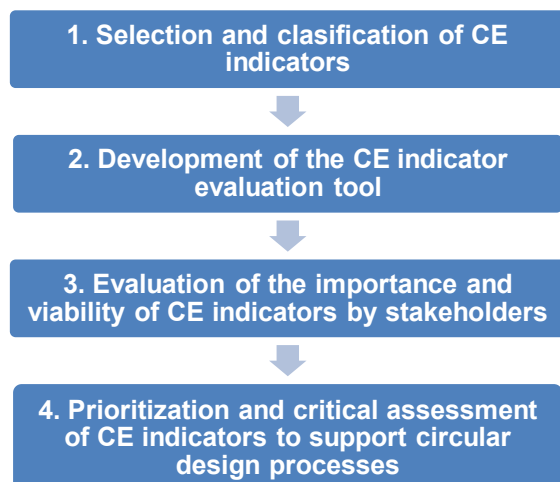 1. Selection and clasification of CE
indicators
2. Development of the CE indicator
evaluation tool
3. Evaluation of the importance and
viability of CE indicators by stakeholders
4. Prioritization and critical assessment
of CE indicators to support circular
design processes